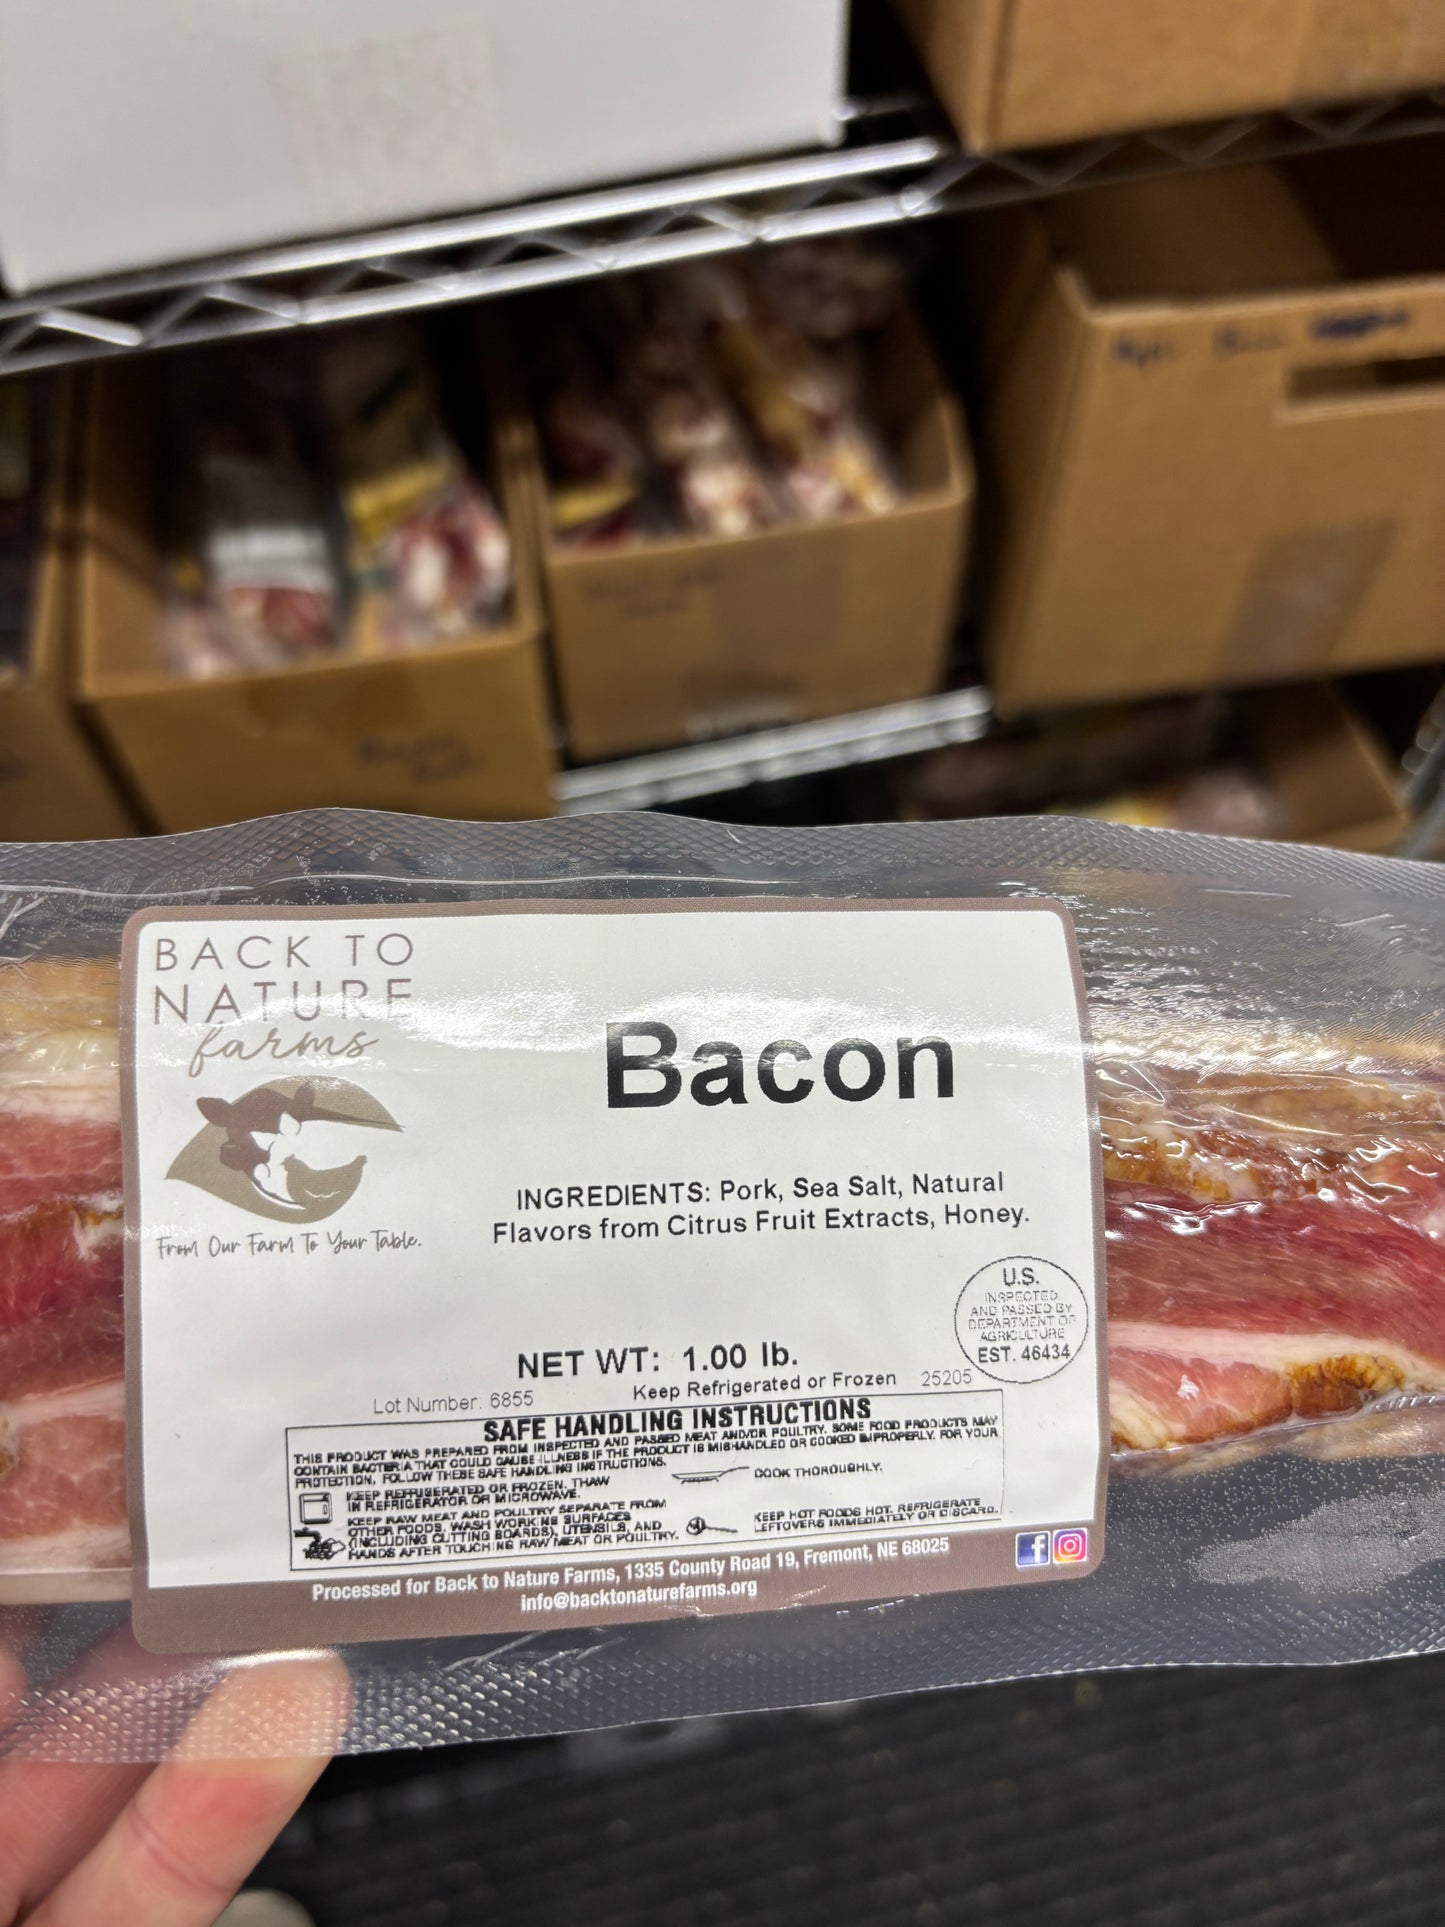 BACK TO
NATURE
farms
From Our Farm To Your Table.
Bacon
INGREDIENTS: Pork, Sea Salt, Natural
Flavors from Citrus Fruit Extracts, Honey.
U.S.
INSPECTED
AND PASSED BY
DEPARTMENT OF
AGRICULTURE
EST. 46434
NET WT: 1.00 lb.
Lot Number: 6855
Keep Refrigerated or Frozen
25205
SAFE HANDLING INSTRUCTIONS
THIS PRODUCT WAS PREPARED FROM INSPECTED AND PASSED MEAT AND/OR POULTRY. SOME FOOD PRODUCTS MAY
CONTAIN BACTERIA THAT COULD CAUSE ILLNESS IF THE PRODUCT IS MISHANDLED OR COOKED IMPROPERLY. FOR YOUR
PROTECTION, FOLLOW THESE SAFE HANDLING INSTRUCTIONS.
KEEP REFRIGERATED OR FROZEN. THAW
IN REFRIGERATOR OR MICROWAVE.
COOK THOROUGHLY.
KEEP RAW MEAT AND POULTRY SEPARATE FROM
OTHER FOODS. WASH WORKING SURFACES
(INCLUDING CUTTING BOARDS), UTENSILS, AND
HANDS AFTER TOUCHING RAW MEAT OR POULTRY.
KEEP HOT FOODS HOT. REFRIGERATE
LEFTOVERS IMMEDIATELY OR DISCARD.
Processed for Back to Nature Farms, 1335 County Road 19, Fremont, NE 68025
info@backtonaturefarms.org